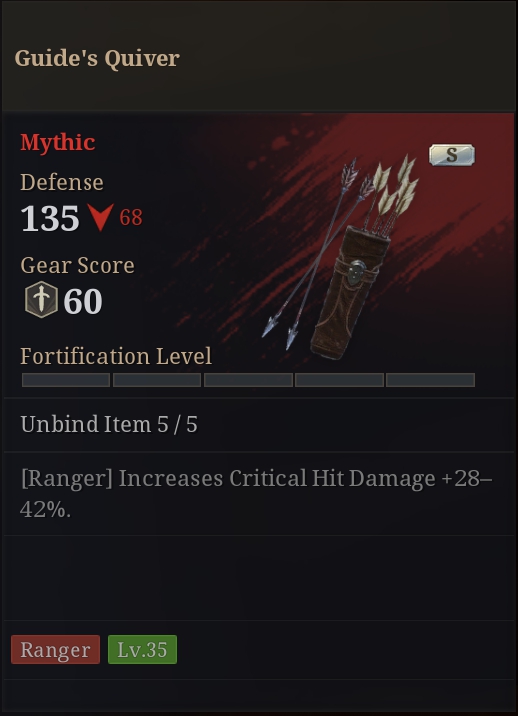 Guide's Quiver
Mythic
S
Defense
135 68
Gear Score
60
Fortification Level
Unbind Item 5 / 5
[Ranger] Increases Critical Hit Damage +28–
42%.
Ranger Lv.35